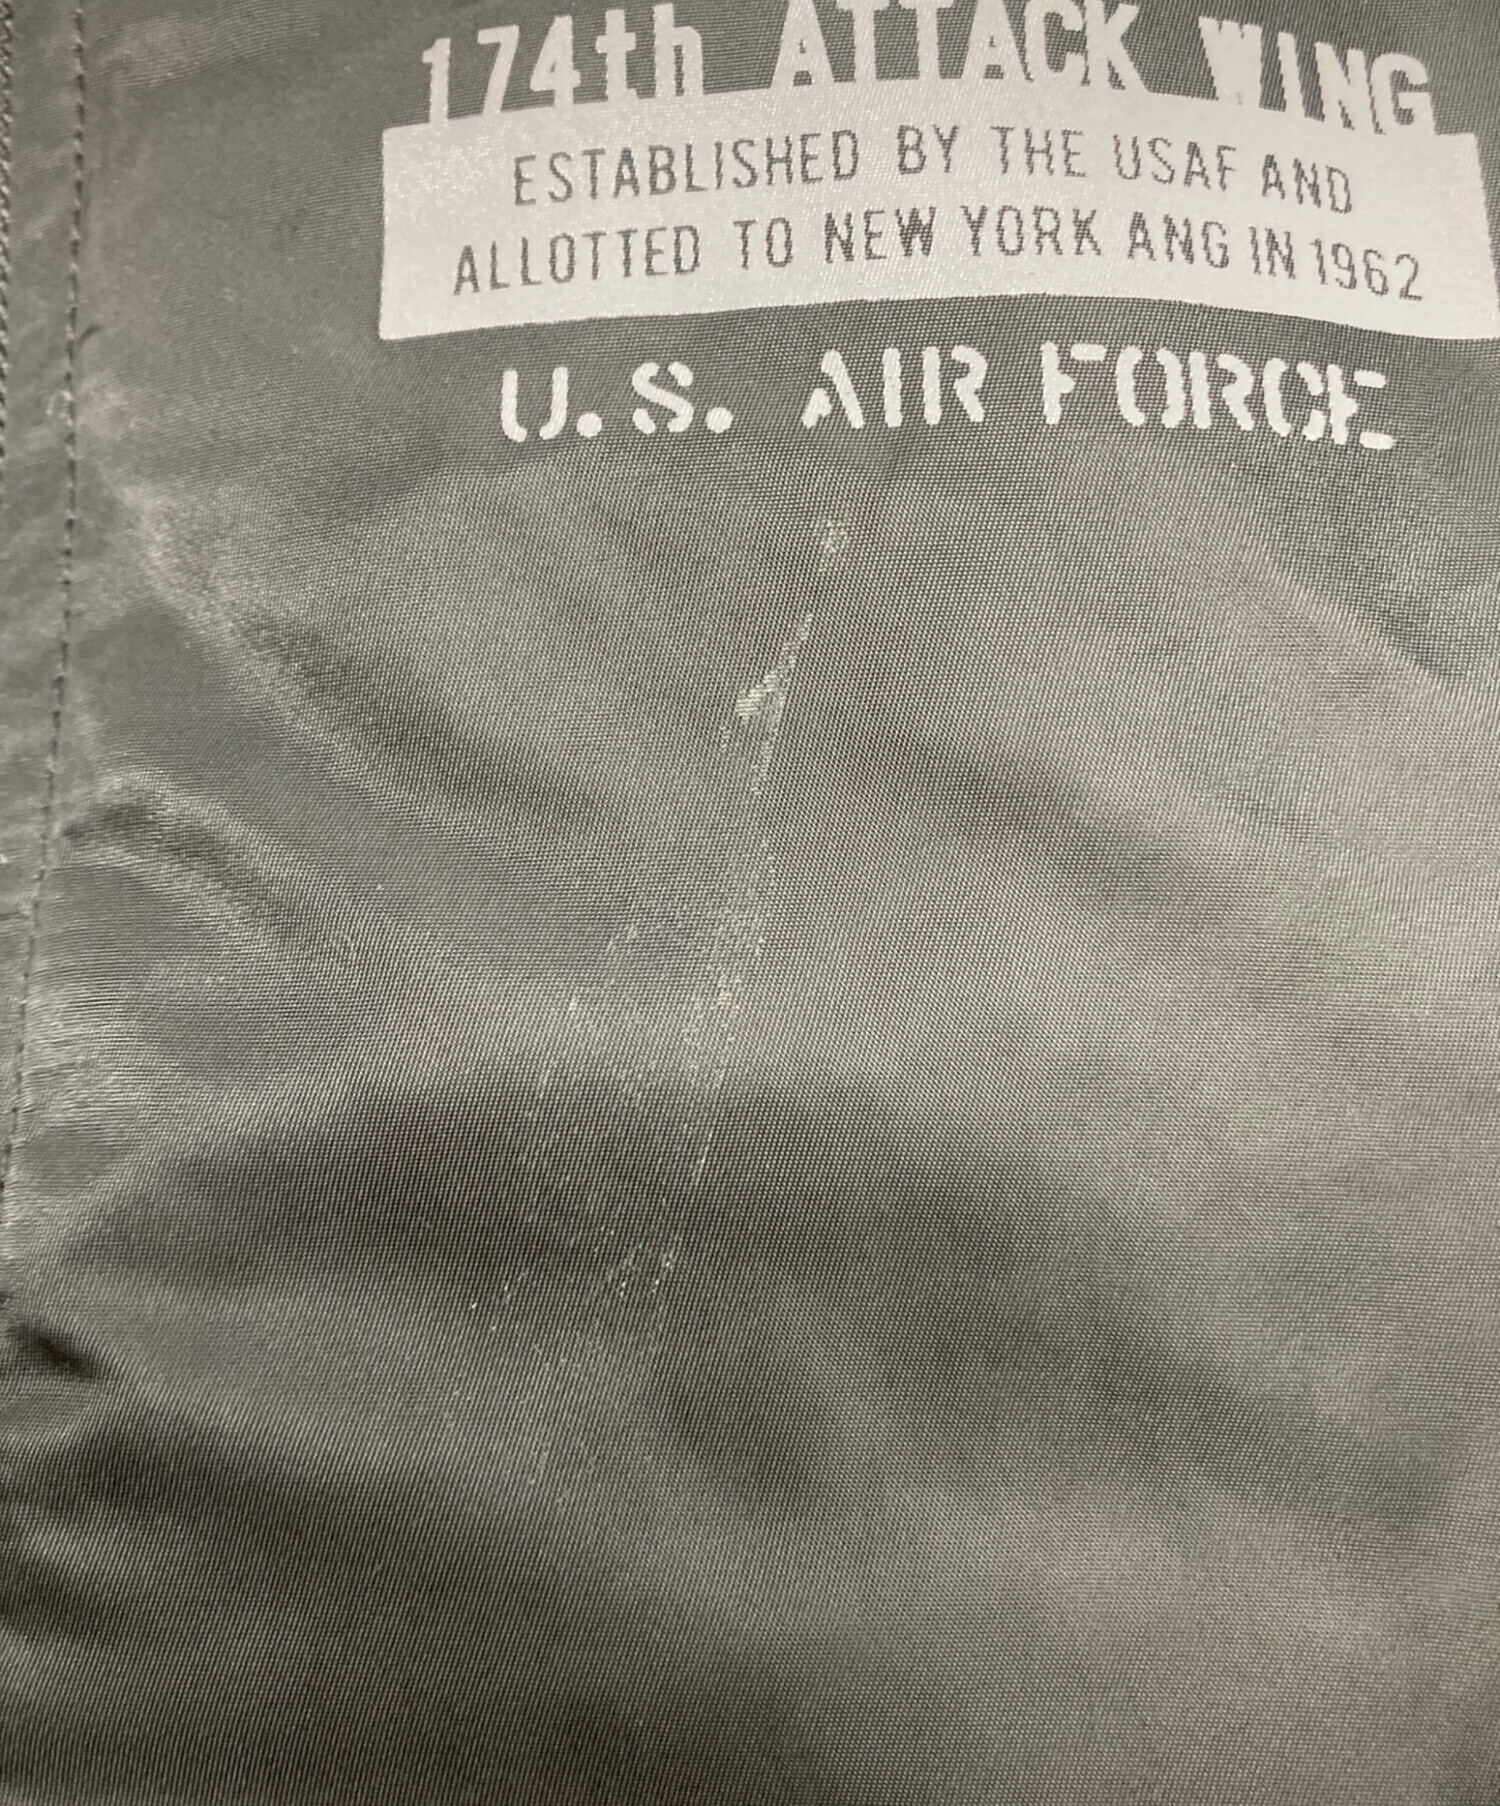 174th ATTACK WING
ESTABLISHED BY THE USAF AND
ALLOTTED TO NEW YORK ANG IN 1962
U.S. AIR FORCE